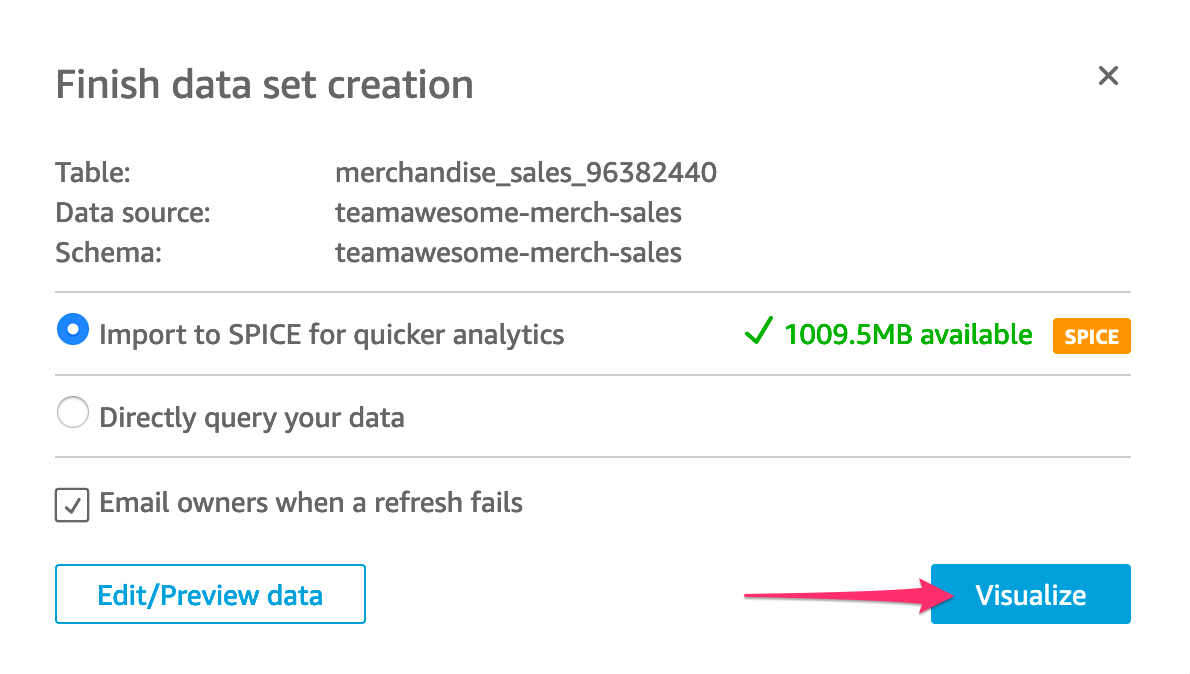 Finish data set creation
Table: merchandise_sales_96382440
Data source: teamawesome-merch-sales
Schema: teamawesome-merch-sales
Import to SPICE for quicker analytics 1009.5MB available SPICE
Directly query your data
Email owners when a refresh fails
Edit/Preview data Visualize